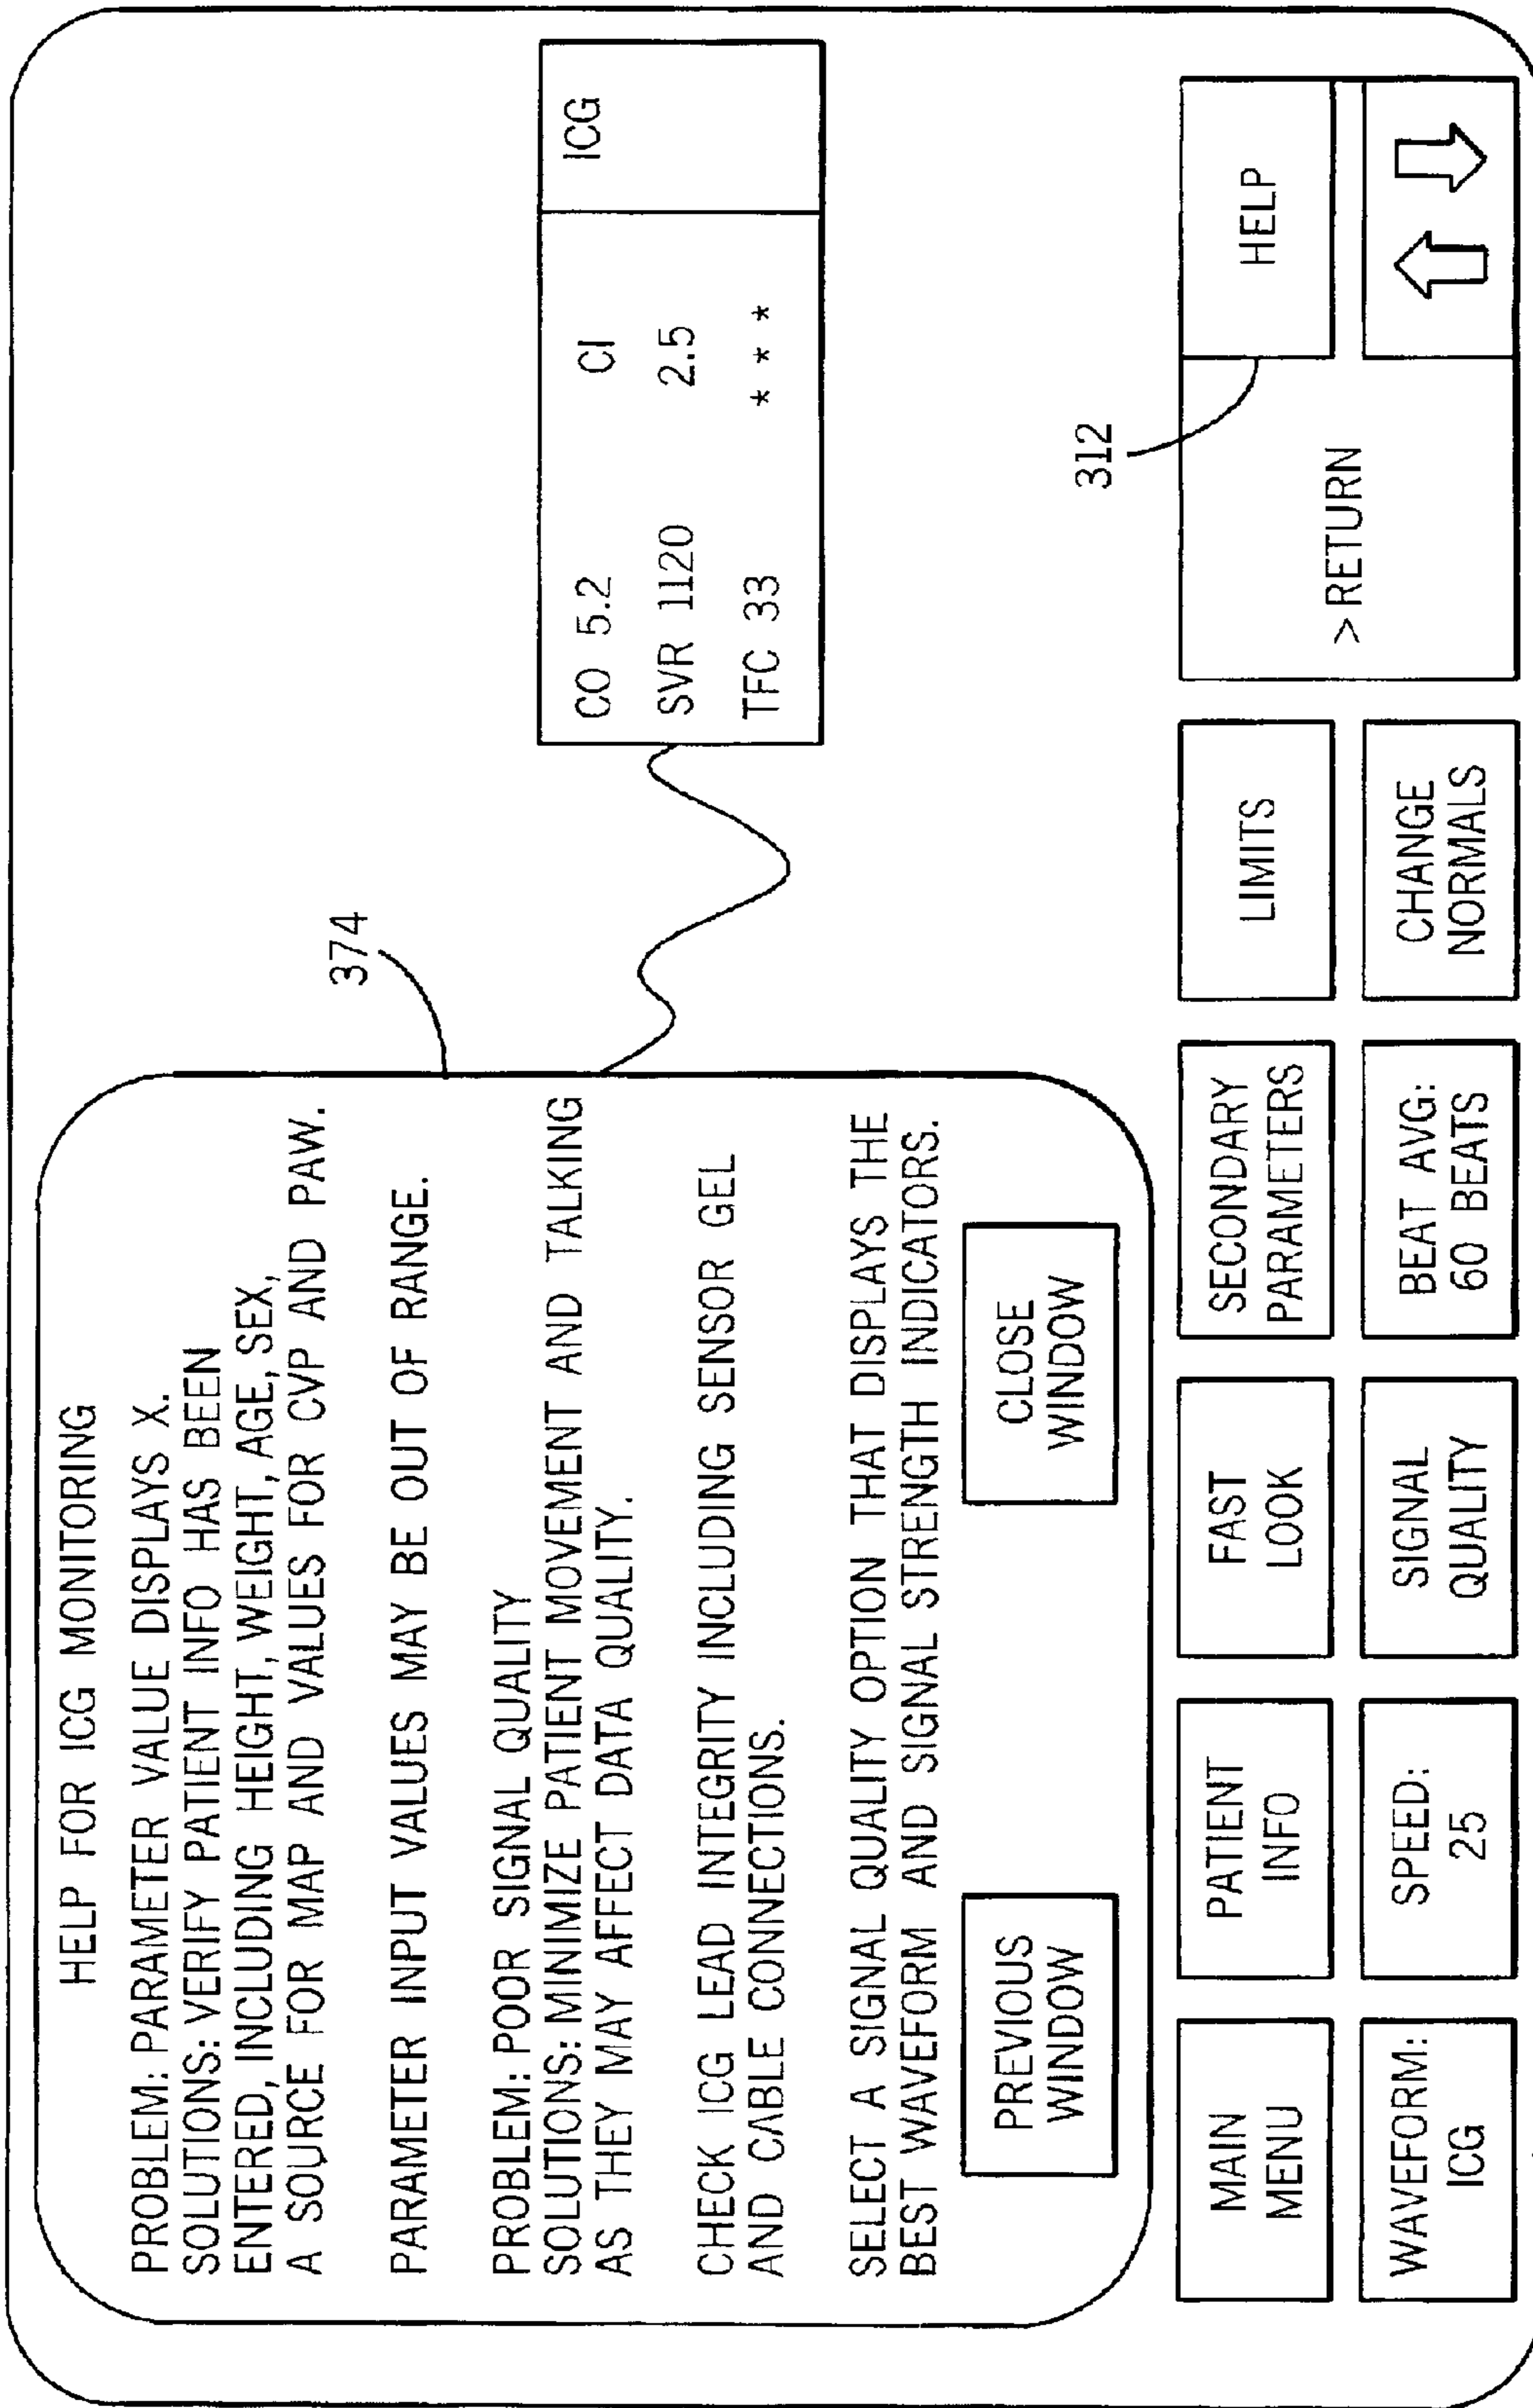 HELP FOR ICG MONITORING
PROBLEM: PARAMETER VALUE DISPLAYS X.
SOLUTIONS: VERIFY PATIENT INFO HAS BEEN
ENTERED, INCLUDING HEIGHT, WEIGHT, AGE, SEX,
A SOURCE FOR MAP AND VALUES FOR CVP AND PAW.
PARAMETER INPUT VALUES MAY BE OUT OF RANGE.
PROBLEM: POOR SIGNAL QUALITY
SOLUTIONS: MINIMIZE PATIENT MOVEMENT AND TALKING
AS THEY MAY AFFECT DATA QUALITY.
CHECK ICG LEAD INTEGRITY INCLUDING SENSOR GEL
AND CABLE CONNECTIONS.
SELECT A SIGNAL QUALITY OPTION THAT DISPLAYS THE
BEST WAVEFORM AND SIGNAL STRENGTH INDICATORS.
PREVIOUS
WINDOW
CLOSE
WINDOW
374
CO 5.2 CI
SVR 1120 2.5
TFC 33 * * *
ICG
312
MAIN
MENU
PATIENT
INFO
FAST
LOOK
SECONDARY
PARAMETERS
LIMITS
>RETURN
HELP
WAVEFORM:
ICG
SPEED:
25
SIGNAL
QUALITY
BEAT AVG:
60 BEATS
CHANGE
NORMALS